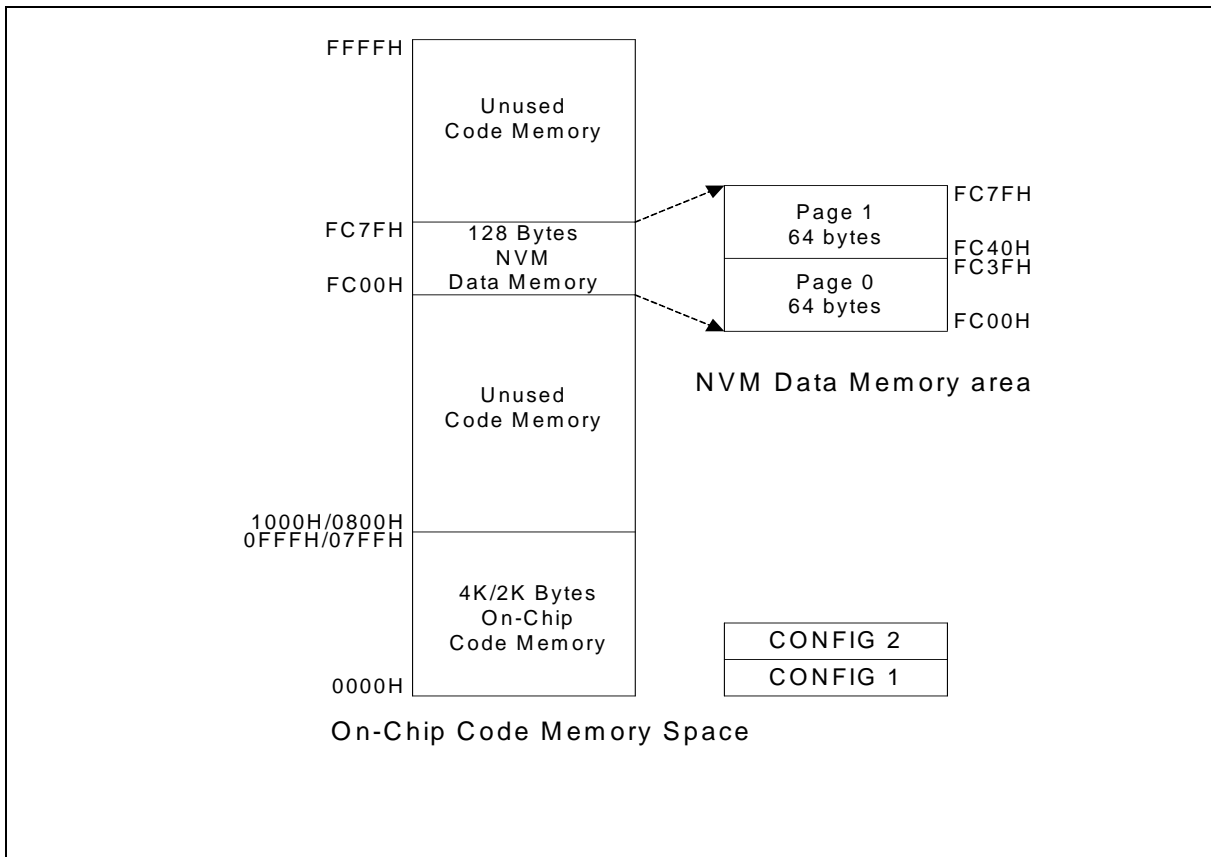 FFFFH
Unused
Code Memory
FC7FH
128 Bytes
NVM
Data Memory
FC00H
Unused
Code Memory
1000H/0800H
0FFFH/07FFH
4K/2K Bytes
On-Chip
Code Memory
0000H
On-Chip Code Memory Space
FC7FH
Page 1
64 bytes
FC40H
FC3FH
Page 0
64 bytes
FC00H
NVM Data Memory area
CONFIG 2
CONFIG 1